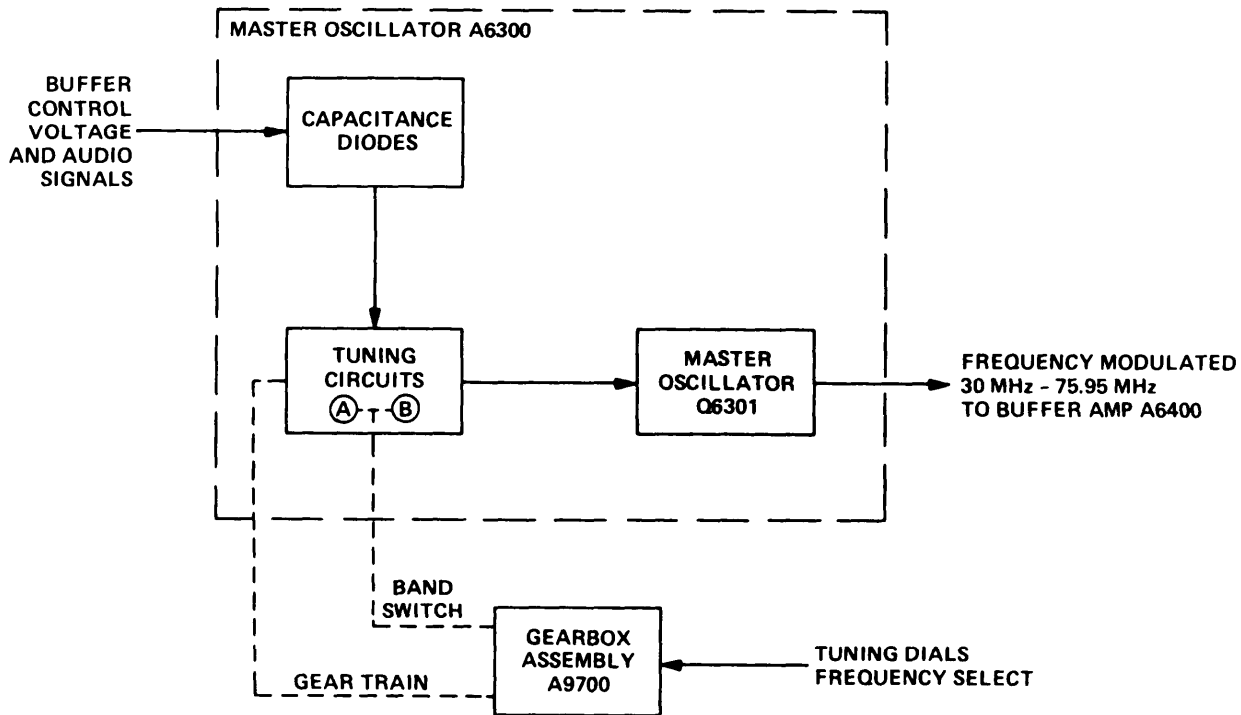 MASTER OSCILLATOR A6300
BUFFER
CONTROL
VOLTAGE
AND AUDIO
SIGNALS
CAPACITANCE
DIODES
TUNING
CIRCUITS
A B
MASTER
OSCILLATOR
Q6301
FREQUENCY MODULATED
30 MHz - 75.95 MHz
TO BUFFER AMP A6400
BAND
SWITCH
GEAR TRAIN
GEARBOX
ASSEMBLY
A9700
TUNING DIALS
FREQUENCY SELECT